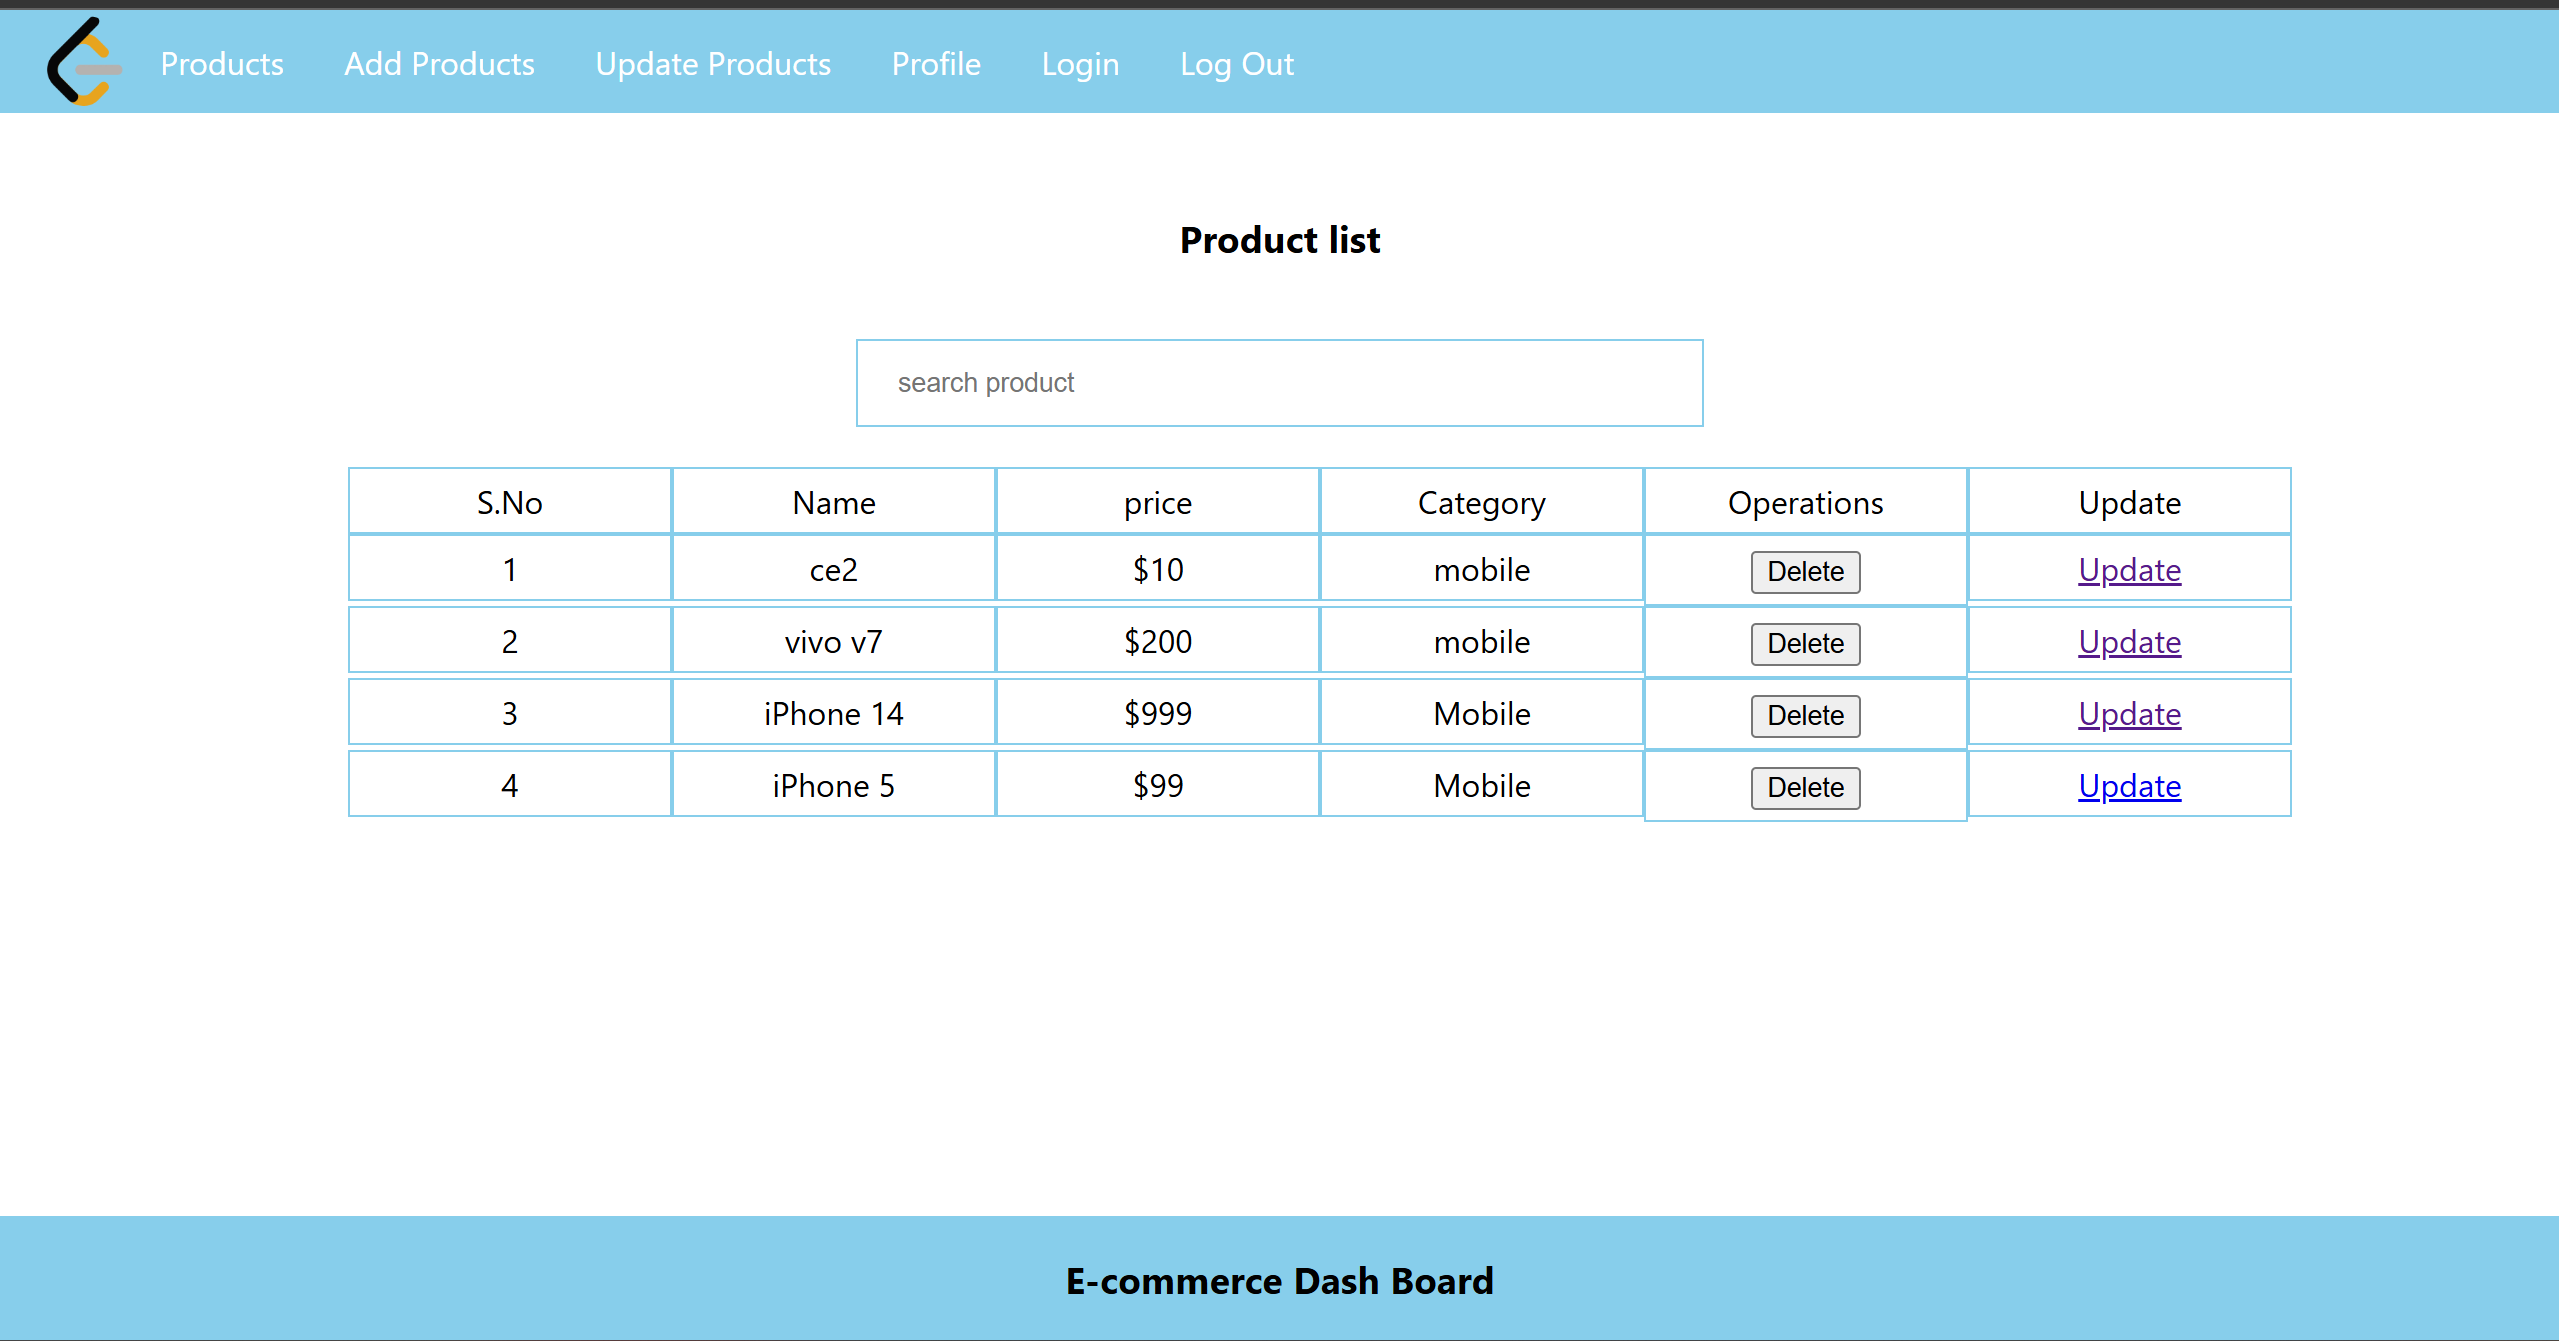 Products Add Products Update Products Profile Login Log Out
Product list
search product
S.No Name price Category Operations Update
1 ce2 $10 mobile Delete Update
2 vivo v7 $200 mobile Delete Update
3 iPhone 14 $999 Mobile Delete Update
4 iPhone 5 $99 Mobile Delete Update
E-commerce Dash Board